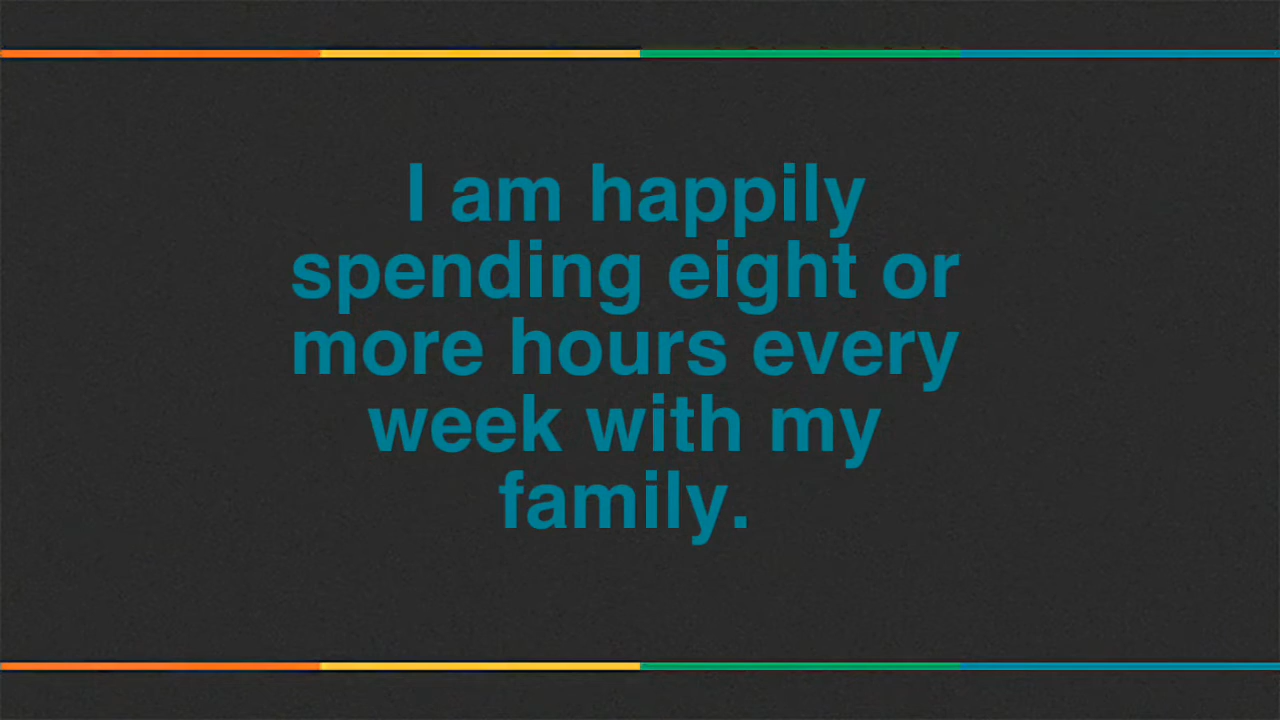 I am happily
spending eight or
more hours every
week with my
family.